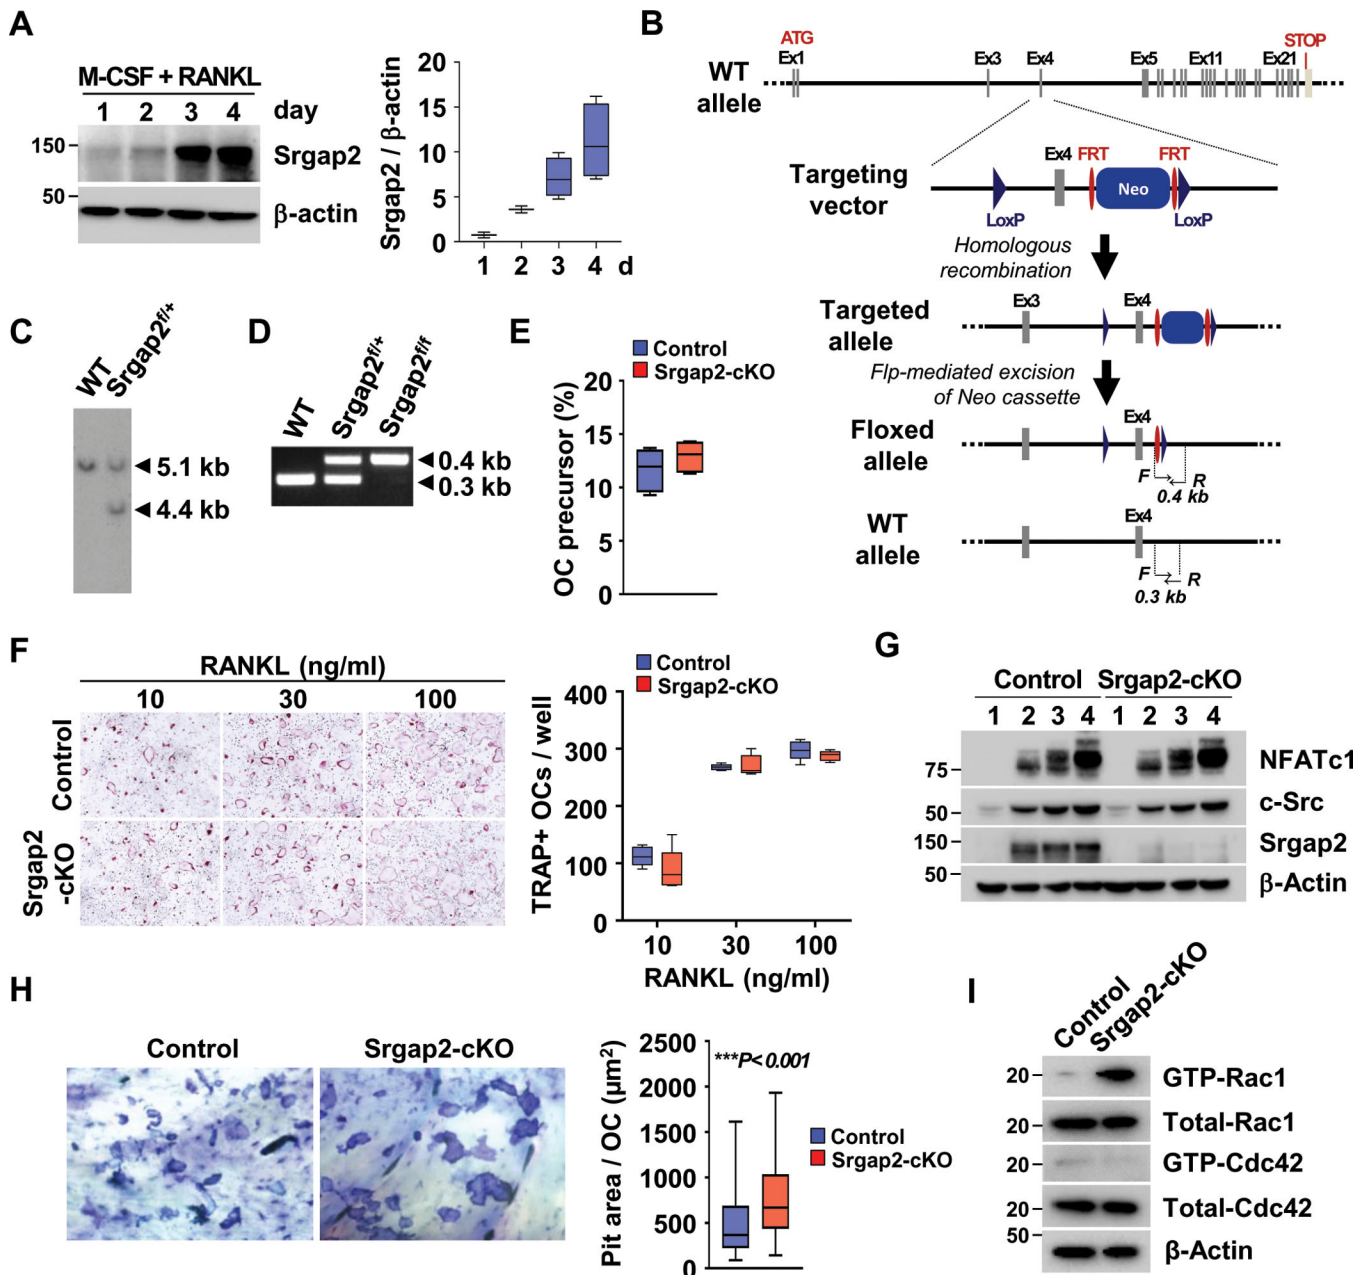 A
M-CSF + RANKL
1 2 3 4 day
150
Srgap2
50
β-actin
Srgap2 / β-actin
20
15
10
5
0
1 2 3 4 d
B
ATG
STOP
Ex1 Ex3 Ex4 Ex5 Ex11 Ex21
WT
allele
Targeting
vector
Ex4
FRT
FRT
Neo
LoxP
LoxP
Homologous
recombination
Ex3
Ex4
Targeted
allele
Flp-mediated excision
of Neo cassette
Ex4
Floxed
allele
F
R
0.4 kb
Ex4
WT
allele
F
R
0.3 kb
C
WT
Srgap2f/+
5.1 kb
4.4 kb
D
WT
Srgap2f/+
Srgap2f/f
0.4 kb
0.3 kb
E
Control
Srgap2-cKO
OC precursor (%)
20
15
10
5
0
F
RANKL (ng/ml)
10 30 100
Control
Srgap2
-cKO
Control
Srgap2-cKO
TRAP+ OCs / well
400
300
200
100
0
10 30 100
RANKL (ng/ml)
G
Control Srgap2-cKO
1 2 3 4 1 2 3 4
75
NFATc1
50
c-Src
150
Srgap2
50
β-Actin
H
Control Srgap2-cKO
Pit area / OC (µm²)
2500
2000
1500
1000
500
0
***P< 0.001
Control
Srgap2-cKO
I
Control
Srgap2-cKO
20
GTP-Rac1
20
Total-Rac1
20
GTP-Cdc42
20
Total-Cdc42
50
β-Actin